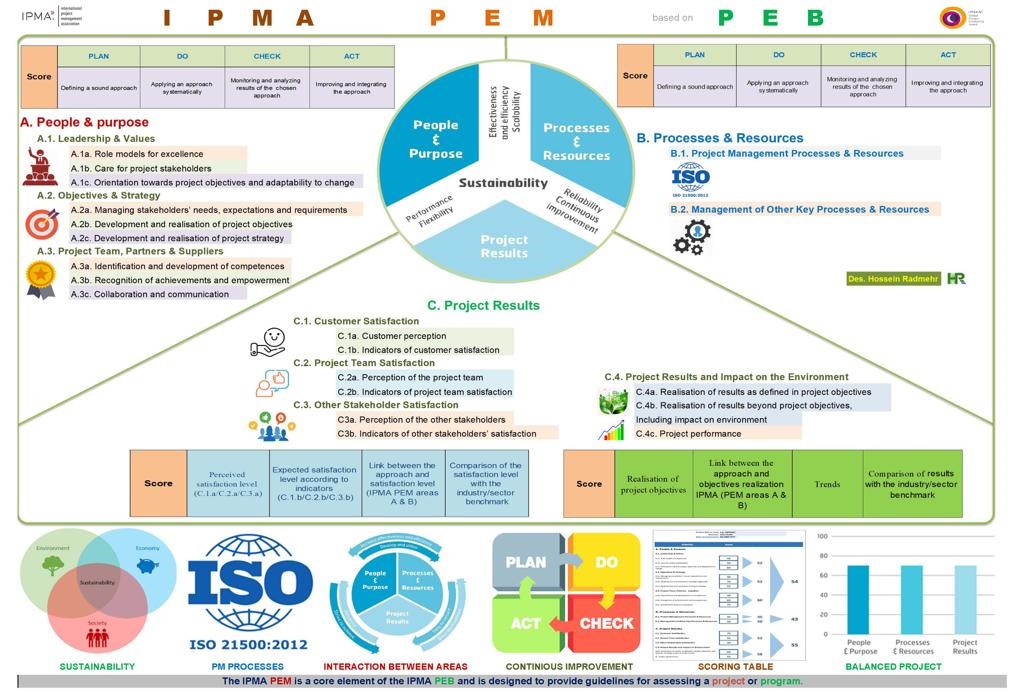 IPMA
international
project
management
association
I P M A P E M based on P E B
Score
PLAN DO CHECK ACT
Defining a sound approach
Applying an approach systematically
Monitoring and analyzing results of the chosen approach
Improving and integrating the approach
Score
PLAN DO CHECK ACT
Defining a sound approach
Applying an approach systematically
Monitoring and analyzing results of the chosen approach
Improving and integrating the approach
People
&
Purpose
Effectiveness
and efficiency
Scalability
Processes
&
Resources
Sustainability
Performance
Flexibility
Reliability
Continuous
improvement
Project
Results
A. People & purpose
A.1. Leadership & Values
A.1a. Role models for excellence
A.1b. Care for project stakeholders
A.1c. Orientation towards project objectives and adaptability to change
A.2. Objectives & Strategy
A.2a. Managing stakeholders' needs, expectations and requirements
A.2b. Development and realisation of project objectives
A.2c. Development and realisation of project strategy
A.3. Project Team, Partners & Suppliers
A.3a. Identification and development of competences
A.3b. Recognition of achievements and empowerment
A.3c. Collaboration and communication
B. Processes & Resources
B.1. Project Management Processes & Resources
ISO
ISO 21500:2012
B.2. Management of Other Key Processes & Resources
Des. Hossein Radmehr HR
C. Project Results
C.1. Customer Satisfaction
C.1a. Customer perception
C.1b. Indicators of customer satisfaction
C.2. Project Team Satisfaction
C.2a. Perception of the project team
C.2b. Indicators of project team satisfaction
C.3. Other Stakeholder Satisfaction
C3a. Perception of the other stakeholders
C3b. Indicators of other stakeholders' satisfaction
C.4. Project Results and Impact on the Environment
C.4a. Realisation of results as defined in project objectives
C.4b. Realisation of results beyond project objectives,
Including impact on environment
C.4c. Project performance
Score
Perceived
satisfaction level
(C.1.a/C.2.a/C.3.a)
Expected satisfaction
level according to
indicators
(C.1.b/C.2.b/C.3.b)
Link between the
approach and
satisfaction level
(IPMA PEM areas
A & B)
Comparison of the
satisfaction level
with the
industry/sector
benchmark
Score
Realisation of
project objectives
Link between the
approach and
objectives realization
IPMA (PEM areas A &
B)
Trends
Comparison of results
with the industry/sector
benchmark
Environment
Economy
Sustainability
Society
SUSTAINABILITY
ISO
ISO 21500:2012
PM PROCESSES
People
&
Purpose
Processes
&
Resources
Project
Results
INTERACTION BETWEEN AREAS
PLAN DO
ACT CHECK
CONTINIOUS IMPROVEMENT
54
43
55
SCORING TABLE
100
80
60
40
20
0
People
& Purpose
Processes
& Resources
Project
Results
BALANCED PROJECT
The IPMA PEM is a core element of the IPMA PEB and is designed to provide guidelines for assessing a project or program.